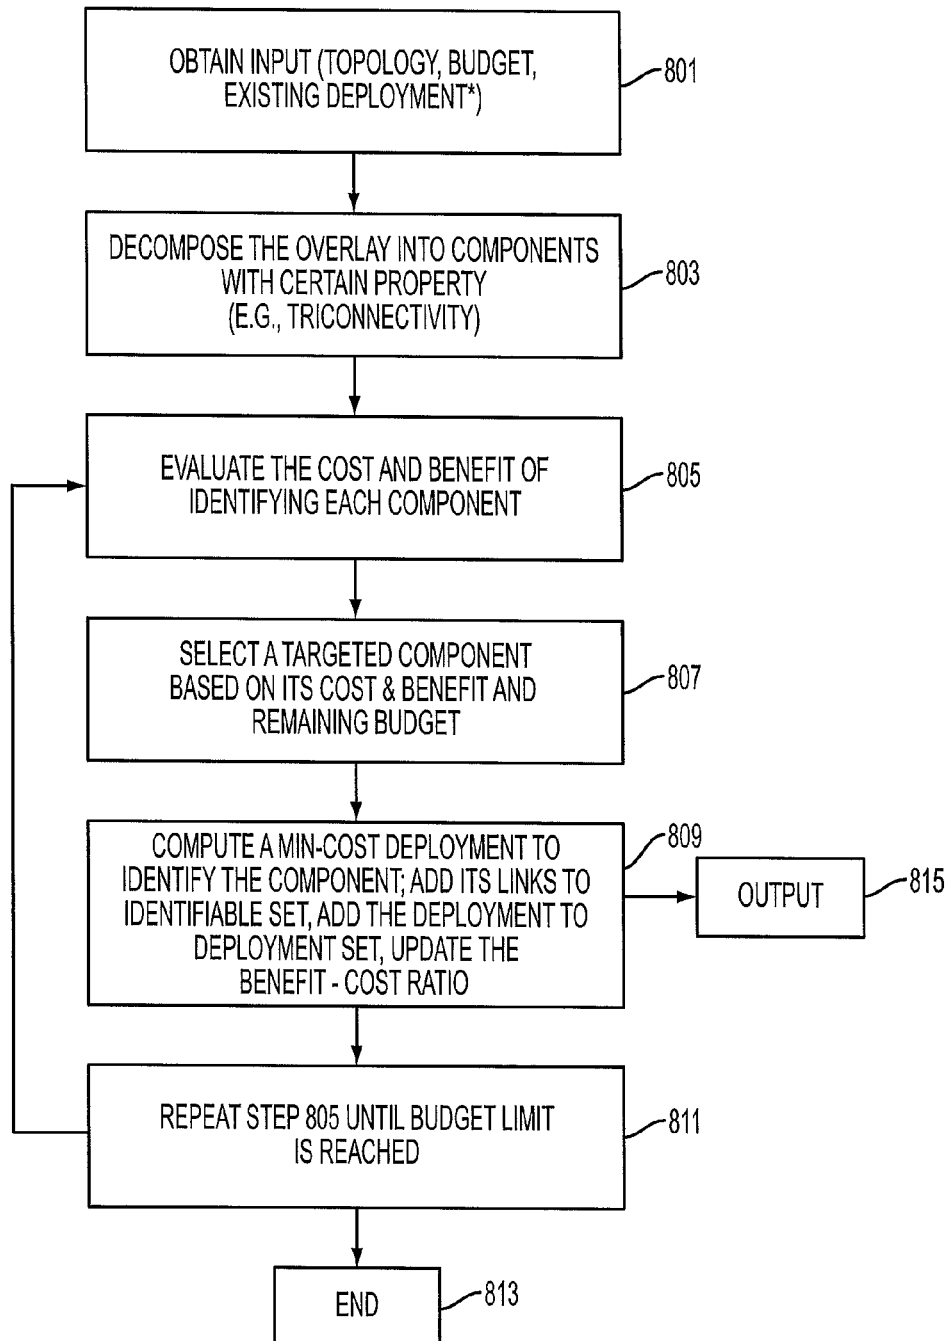 OBTAIN INPUT (TOPOLOGY, BUDGET,
EXISTING DEPLOYMENT*)
801
DECOMPOSE THE OVERLAY INTO COMPONENTS
WITH CERTAIN PROPERTY
(E.G., TRICONNECTIVITY)
803
EVALUATE THE COST AND BENEFIT OF
IDENTIFYING EACH COMPONENT
805
SELECT A TARGETED COMPONENT
BASED ON ITS COST & BENEFIT AND
REMAINING BUDGET
807
COMPUTE A MIN-COST DEPLOYMENT TO
IDENTIFY THE COMPONENT; ADD ITS LINKS TO
IDENTIFIABLE SET, ADD THE DEPLOYMENT TO
DEPLOYMENT SET, UPDATE THE
BENEFIT - COST RATIO
809
OUTPUT
815
REPEAT STEP 805 UNTIL BUDGET LIMIT
IS REACHED
811
END
813